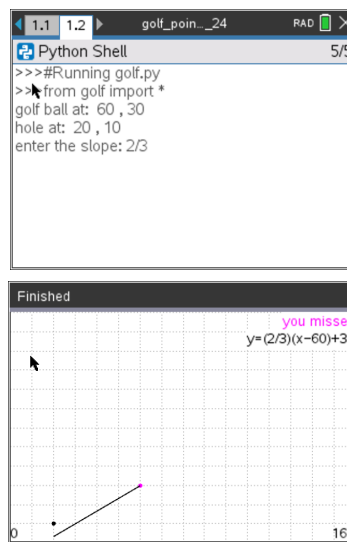 1.1 1.2 golf_poin..._24 RAD
Python Shell 5/5
>>>#Running golf.py
>>>from golf import *
golf ball at: 60 , 30
hole at: 20 , 10
enter the slope: 2/3
Finished
you misse
y=(2/3)(x−60)+3
0 16